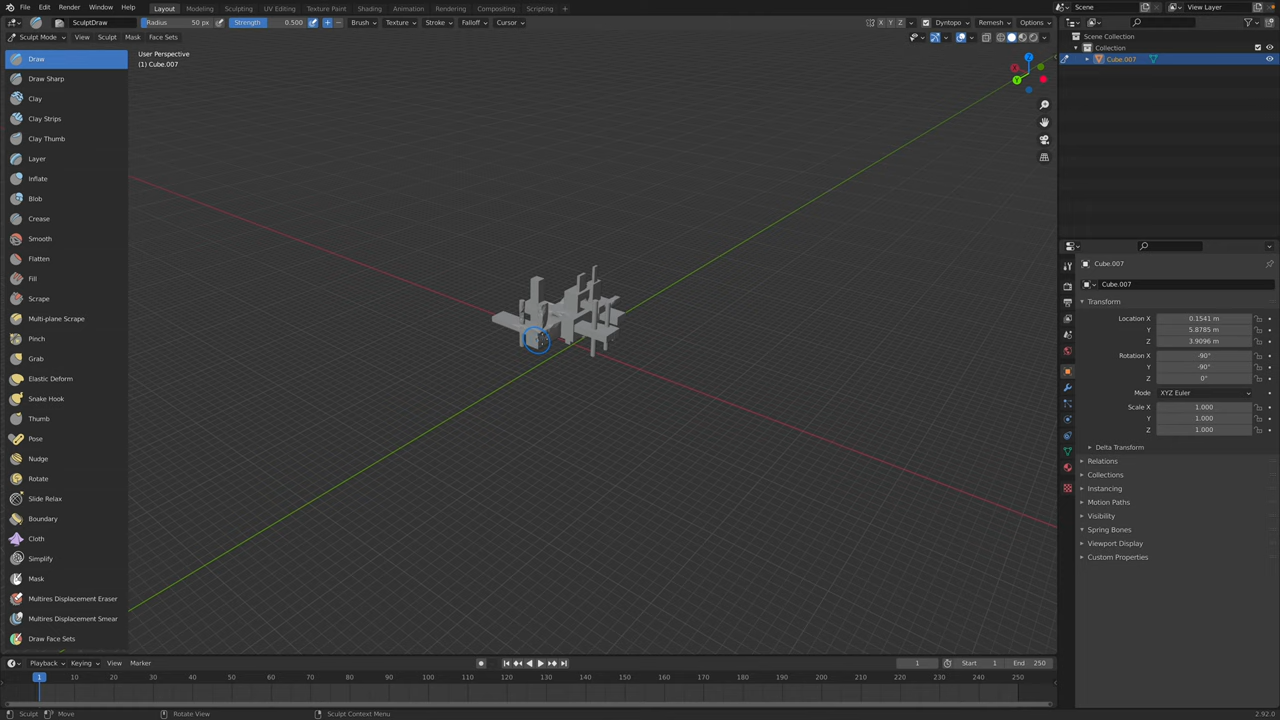 File Edit Render Window Help Layout Modeling Sculpting UV Editing Texture Paint Shading Animation Rendering Compositing Scripting Scene View Layer
SculptDraw Radius 50 px Strength 0.500 Brush Texture Stroke Falloff Cursor X Y Z Dyntopo Remesh Options
Sculpt Mode View Sculpt Mask Face Sets
Scene Collection
Collection
Cube.007
User Perspective
(1) Cube.007
Z
X
Y
Draw
Draw Sharp
Clay
Clay Strips
Clay Thumb
Layer
Inflate
Blob
Crease
Smooth
Flatten
Fill
Scrape
Multi-plane Scrape
Pinch
Grab
Elastic Deform
Snake Hook
Thumb
Pose
Nudge
Rotate
Slide Relax
Boundary
Cloth
Simplify
Mask
Multires Displacement Eraser
Multires Displacement Smear
Draw Face Sets
Cube.007
Cube.007
Transform
Location X 0.1541 m
Y 5.8785 m
Z 3.9096 m
Rotation X -90°
Y -90°
Z 0°
Mode XYZ Euler
Scale X 1.000
Y 1.000
Z 1.000
Delta Transform
Relations
Collections
Instancing
Motion Paths
Visibility
Spring Bones
Viewport Display
Custom Properties
Playback Keying View Marker 1 Start 1 End 250
1 10 20 30 40 50 60 70 80 90 100 110 120 130 140 150 160 170 180 190 200 210 220 230 240 250
Sculpt Move Rotate View Sculpt Context Menu 2.92.0